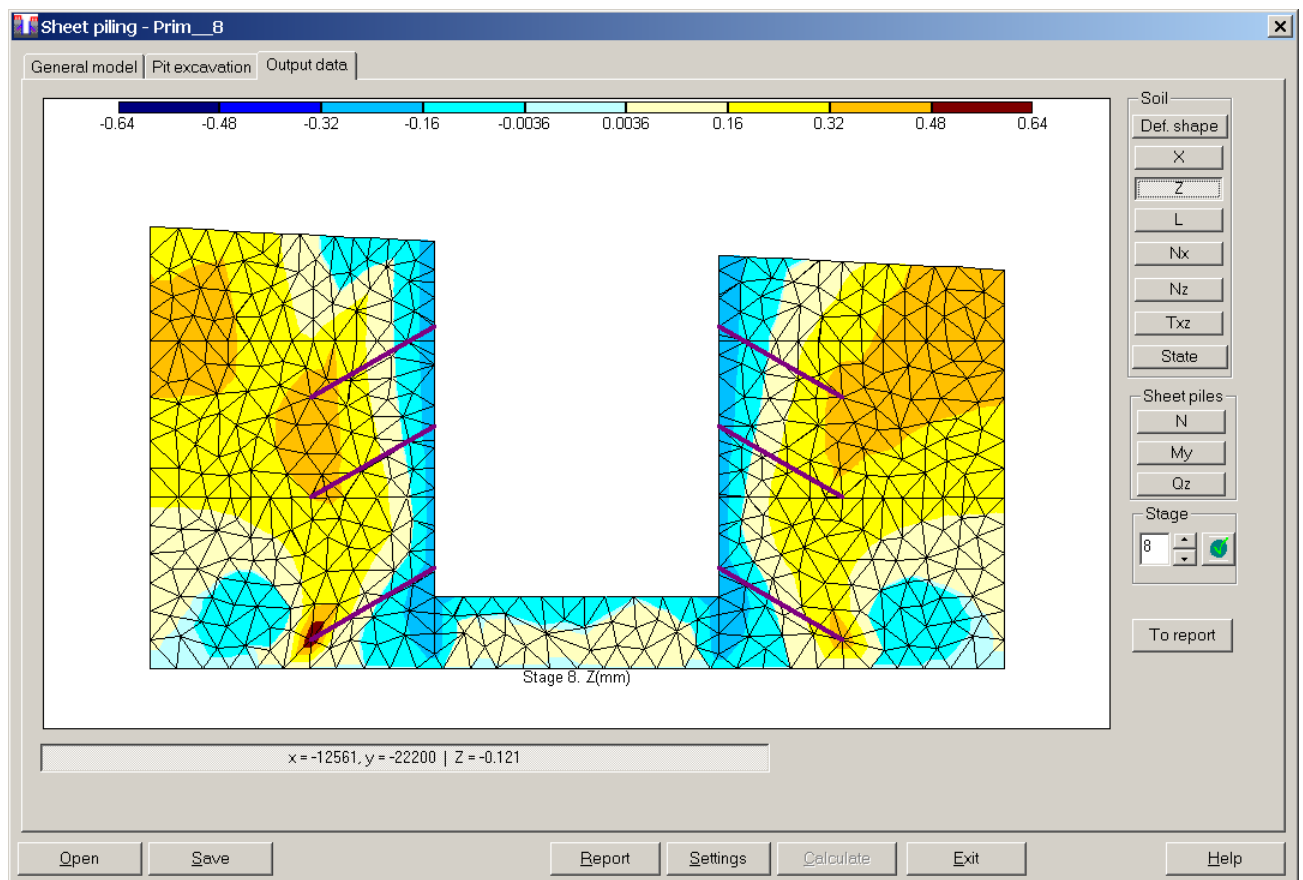 Sheet piling - Prim__8
General model Pit excavation Output data
-0.64 -0.48 -0.32 -0.16 -0.0036 0.0036 0.16 0.32 0.48 0.64
Stage 8. Z(mm)
Soil
Def. shape
X
Z
L
Nx
Nz
Txz
State
Sheet piles
N
My
Qz
Stage
8
To report
x = -12561, y = -22200 | Z = -0.121
Open Save Report Settings Calculate Exit Help